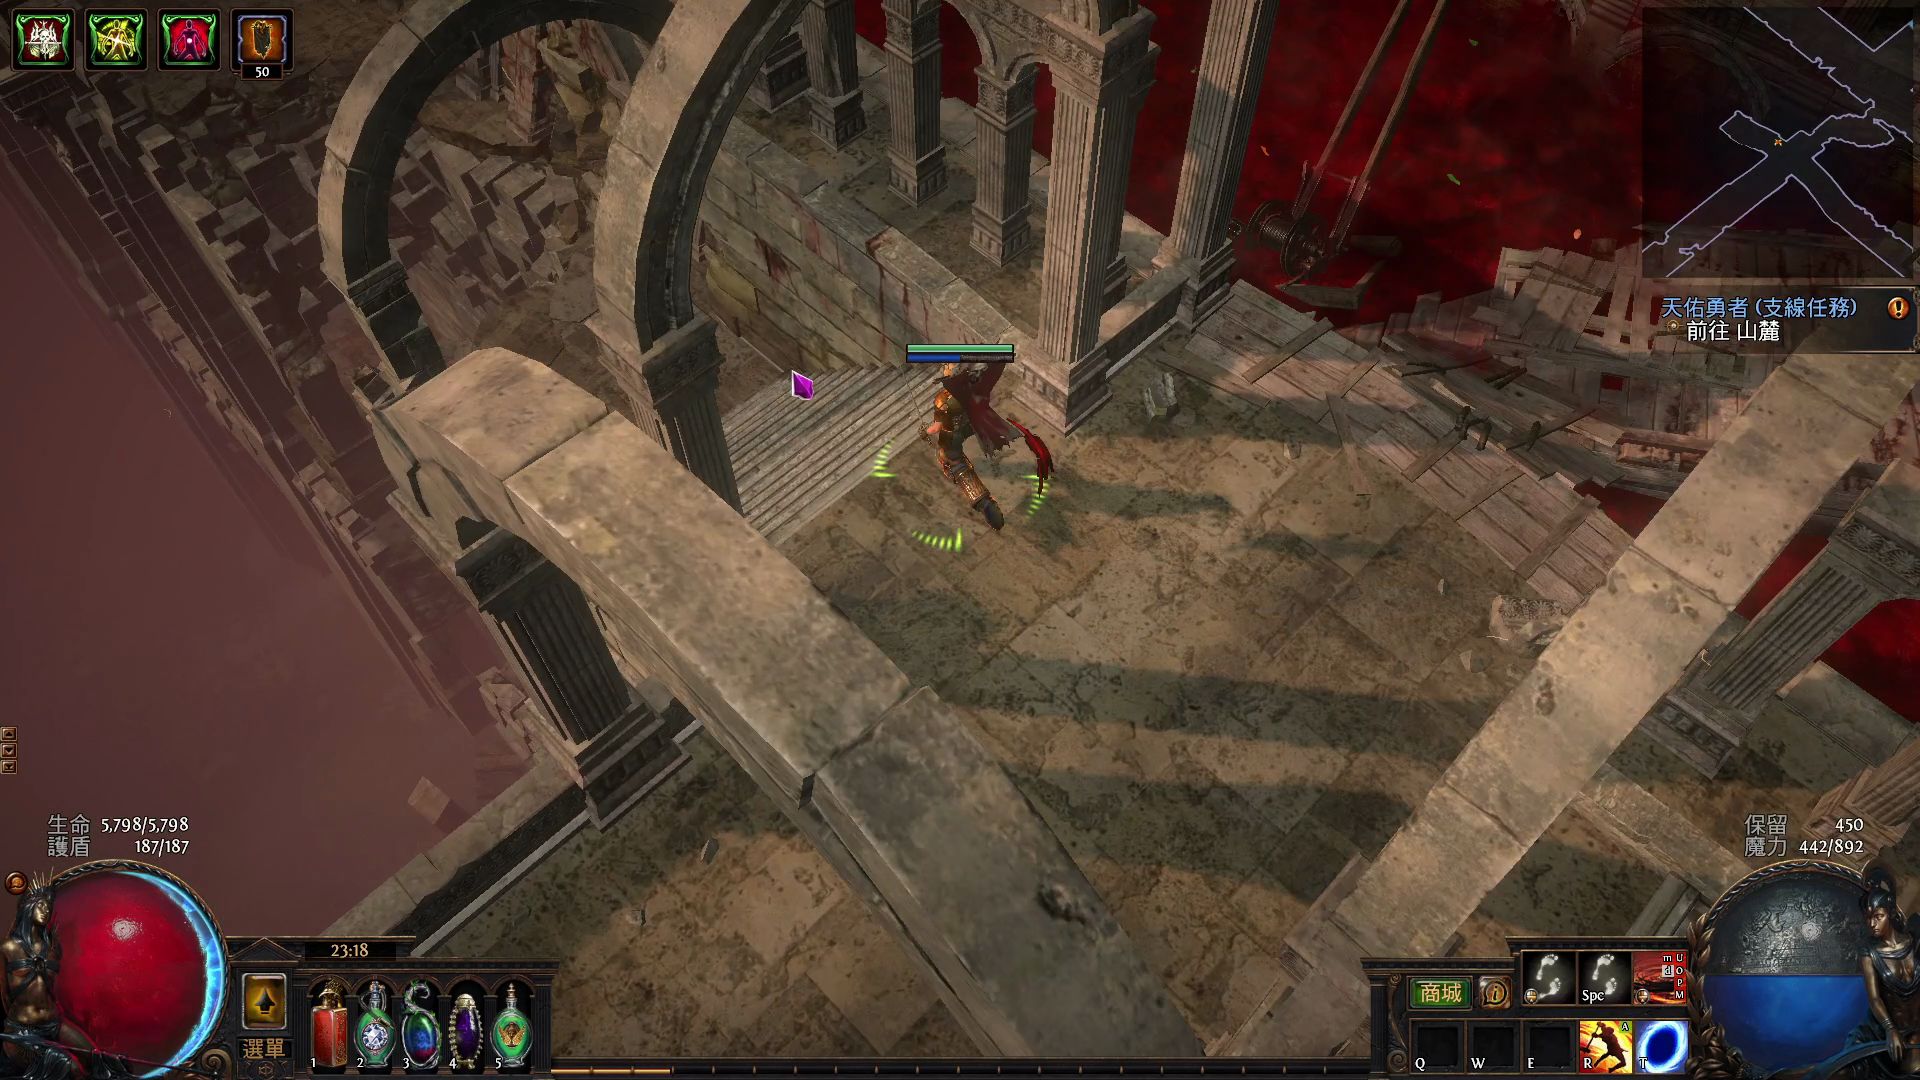 50
天佑勇者 (支線任務)
前往 山麓
生命 5,798/5,798
護盾 187/187
保留 450
魔力 442/892
23:18
選單
1
2
3
4
5
商城
Spc
m U
d O
P
M
Q
W
E
R
A
T